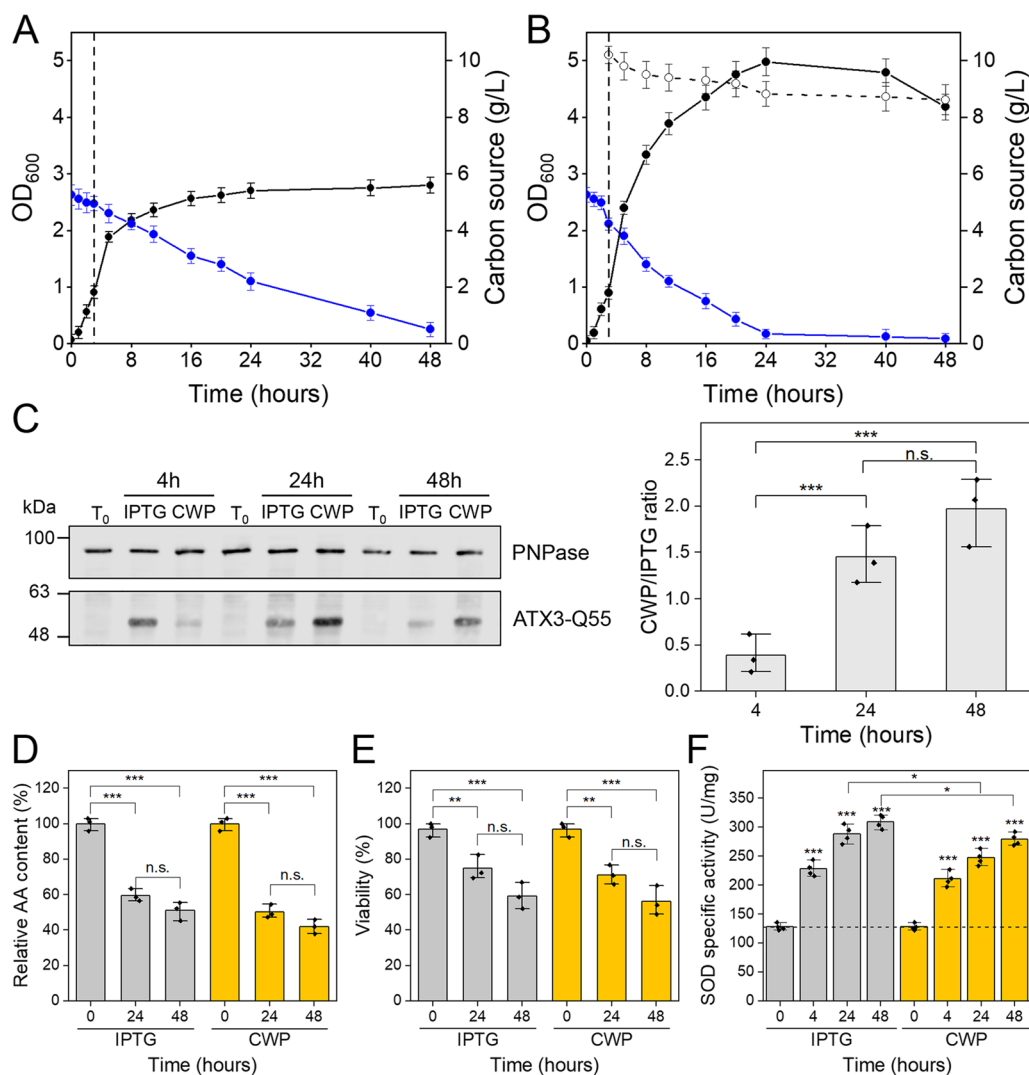 A
B
5
4
3
2
1
0
OD600
10
8
6
4
2
0
Carbon source (g/L)
0 8 16 24 32 40 48
Time (hours)
5
4
3
2
1
0
OD600
10
8
6
4
2
0
Carbon source (g/L)
0 8 16 24 32 40 48
Time (hours)
C
4h 24h 48h
kDa T0 IPTG CWP T0 IPTG CWP T0 IPTG CWP
100
PNPase
63
48
ATX3-Q55
***
n.s.
***
2.5
2.0
1.5
1.0
0.5
0.0
CWP/IPTG ratio
4 24 48
Time (hours)
D
*** ***
*** ***
n.s. n.s.
120
100
80
60
40
20
0
Relative AA content (%)
0 24 48 0 24 48
IPTG CWP
Time (hours)
E
*** ***
** **
n.s. n.s.
120
100
80
60
40
20
0
Viability (%)
0 24 48 0 24 48
IPTG CWP
Time (hours)
F
*
*
*** *** *** *** *** ***
350
300
250
200
150
100
50
0
SOD specific activity (U/mg)
0 4 24 48 0 4 24 48
IPTG CWP
Time (hours)